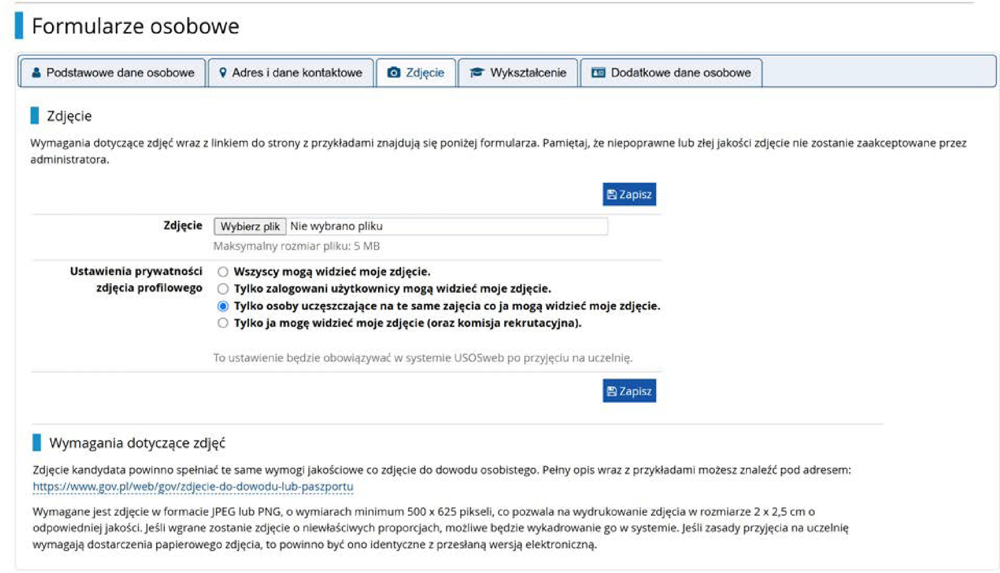 Formularze osobowe
Podstawowe dane osobowe
Adres i dane kontaktowe
Zdjęcie
Wykształcenie
Dodatkowe dane osobowe
Zdjęcie
Wymagania dotyczące zdjęć wraz z linkiem do strony z przykładami znajdują się poniżej formularza. Pamiętaj, że niepoprawne lub złej jakości zdjęcie nie zostanie zaakceptowane przez
administratora.
Zapisz
Zdjęcie
Wybierz plik Nie wybrano pliku
Maksymalny rozmiar pliku: 5 MB
Ustawienia prywatności
zdjęcia profilowego
Wszyscy mogą widzieć moje zdjęcie.
Tylko zalogowani użytkownicy mogą widzieć moje zdjęcie.
Tylko osoby uczęszczające na te same zajęcia co ja mogą widzieć moje zdjęcie.
Tylko ja mogę widzieć moje zdjęcie (oraz komisja rekrutacyjna).
To ustawienie będzie obowiązywać w systemie USOSweb po przyjęciu na uczelnię.
Zapisz
Wymagania dotyczące zdjęć
Zdjęcie kandydata powinno spełniać te same wymogi jakościowe co zdjęcie do dowodu osobistego. Pełny opis wraz z przykładami możesz znaleźć pod adresem:
https://www.gov.pl/web/gov/zdjecie-do-dowodu-lub-paszportu
Wymagane jest zdjęcie w formacie JPEG lub PNG, o wymiarach minimum 500 x 625 pikseli, co pozwala na wydrukowanie zdjęcia w rozmiarze 2 x 2,5 cm o
odpowiedniej jakości. Jeśli wgrane zostanie zdjęcie o niewłaściwych proporcjach, możliwe będzie wykadrowanie go w systemie. Jeśli zasady przyjęcia na uczelnię
wymagają dostarczenia papierowego zdjęcia, to powinno być ono identyczne z przesłaną wersją elektroniczną.